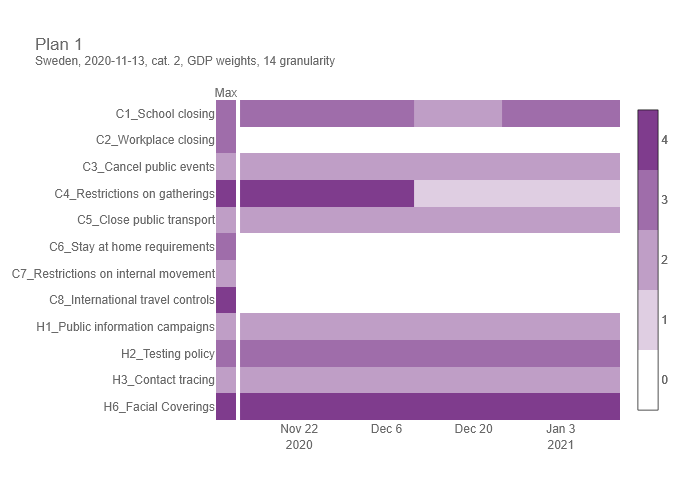 Plan 1
Sweden, 2020-11-13, cat. 2, GDP weights, 14 granularity
Max
C1_School closing
C2_Workplace closing
C3_Cancel public events
C4_Restrictions on gatherings
C5_Close public transport
C6_Stay at home requirements
C7_Restrictions on internal movement
C8_International travel controls
H1_Public information campaigns
H2_Testing policy
H3_Contact tracing
H6_Facial Coverings
Nov 22
2020
Dec 6
Dec 20
Jan 3
2021
4
3
2
1
0